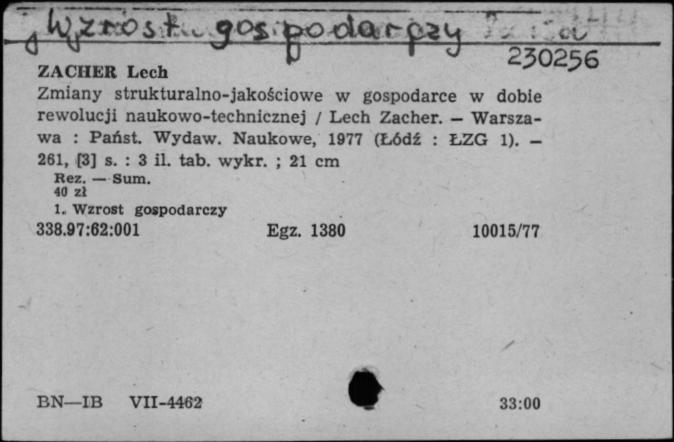 Wzrost gospodarczy
230256
ZACHER Lech
Zmiany strukturalno-jakościowe w gospodarce w dobie
rewolucji naukowo-technicznej / Lech Zacher. — Warsza-
wa : Państ. Wydaw. Naukowe, 1977 (Łódź : ŁZG 1). —
261, [3] s. : 3 il. tab. wykr. ; 21 cm
Rez. — Sum.
40 zł
1. Wzrost gospodarczy
338.97:62:001 Egz. 1380 10015/77
BN—IB VII-4462 33:00